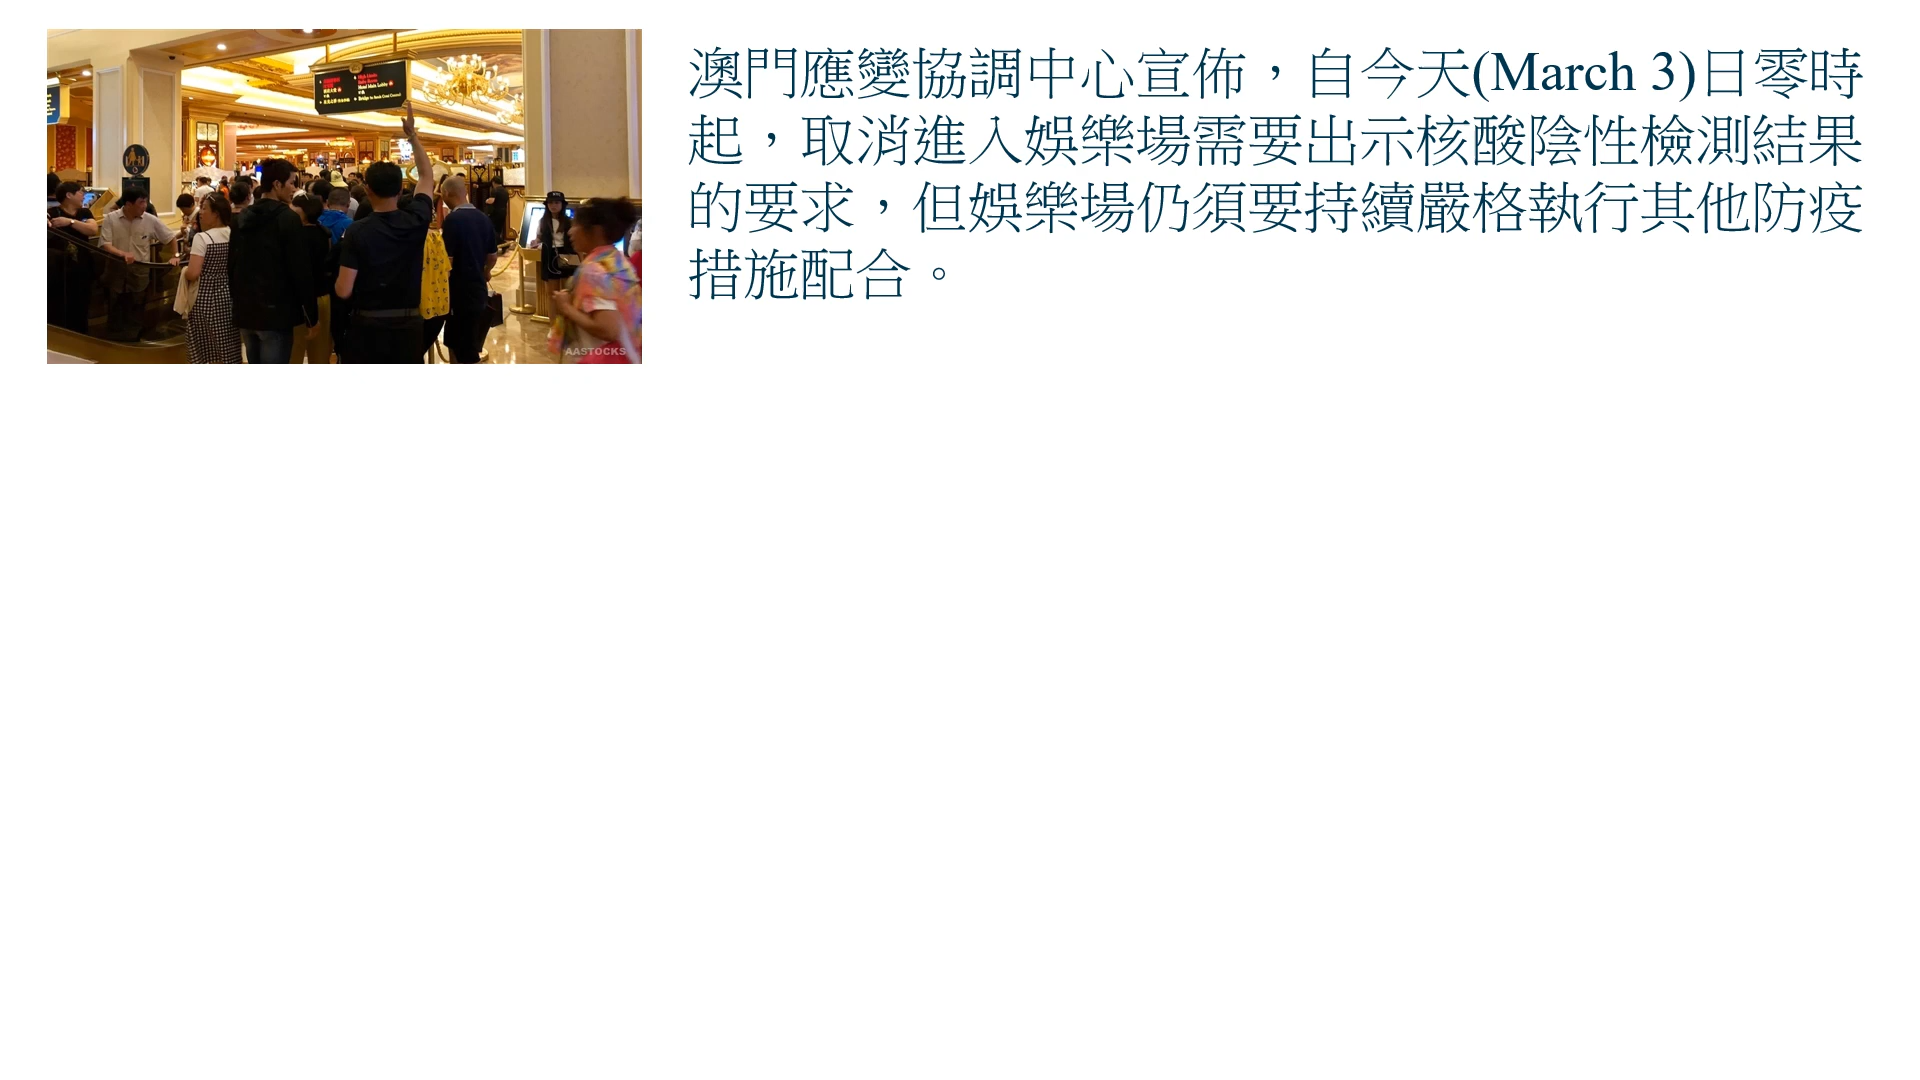 澳門應變協調中心宣佈，自今天(March 3)日零時
起，取消進入娛樂場需要出示核酸陰性檢測結果
的要求，但娛樂場仍須要持續嚴格執行其他防疫
措施配合。
AASTOCKS